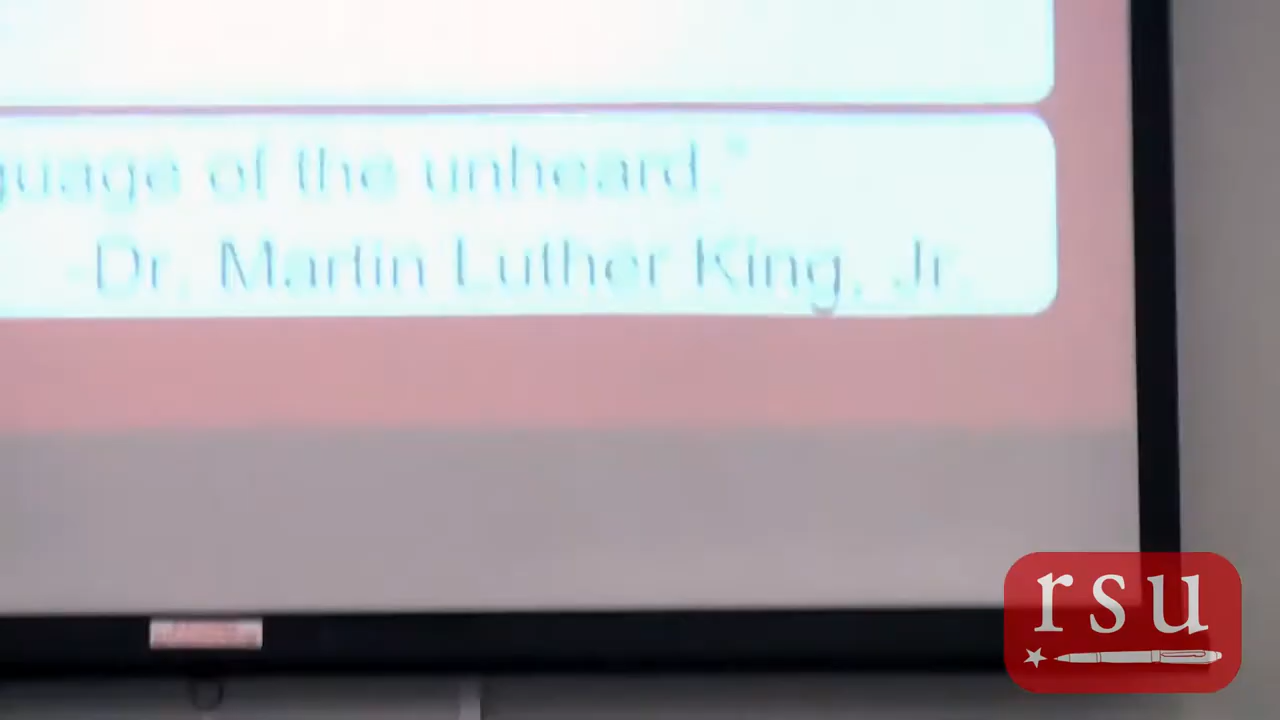 guage of the unheard."
-Dr. Martin Luther King, Jr.
rsu